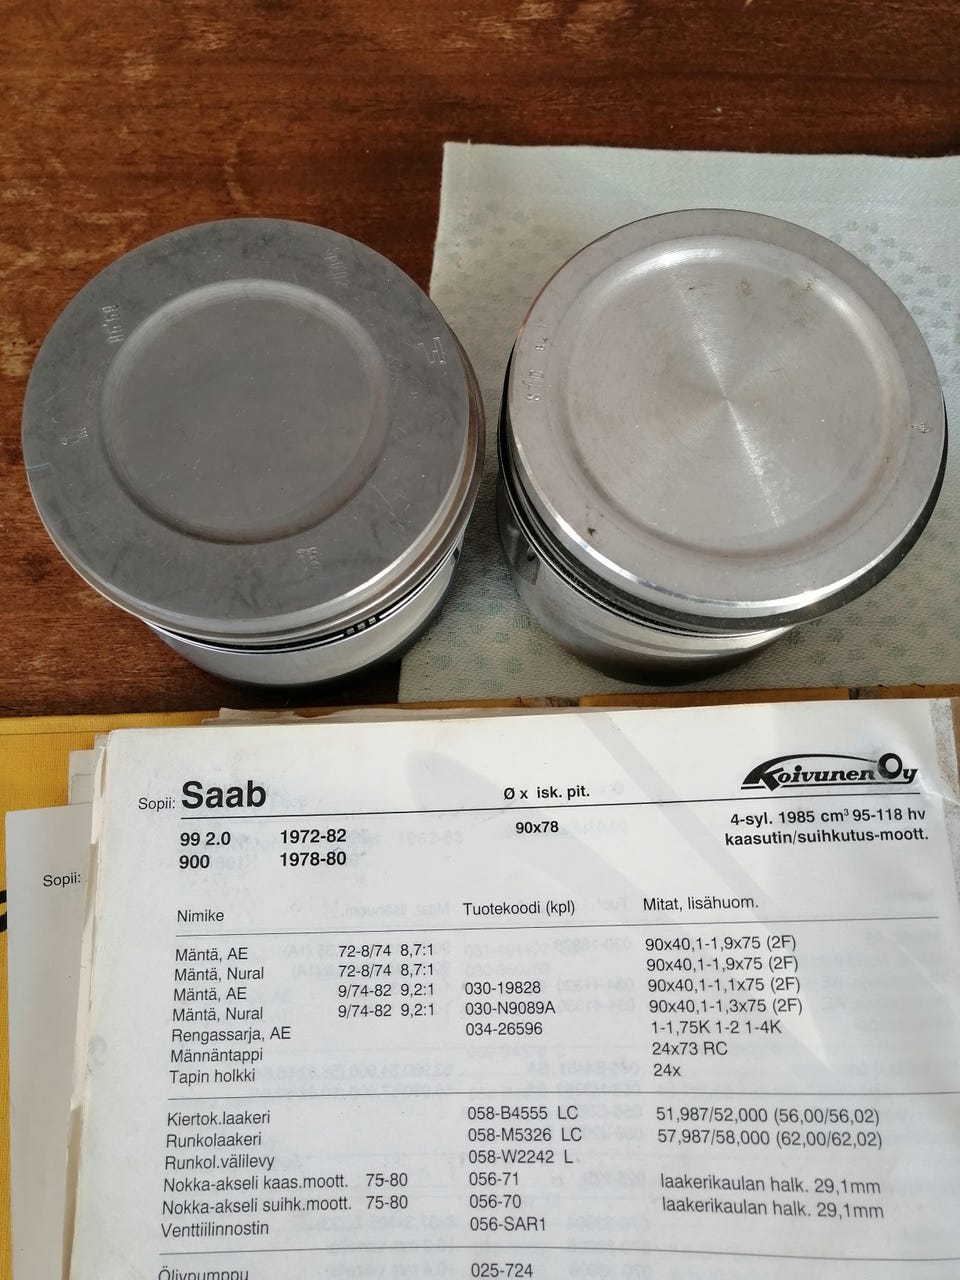 H
STD
Sopii: Saab
Ø x isk. pit.
Koivunen Oy
99 2.0 1972-82 90x78 4-syl. 1985 cm³ 95-118 hv
900 1978-80 kaasutin/suihkutus-moott.
Sopii:
Nimike Tuotekoodi (kpl) Mitat, lisähuom.
Mäntä, AE 72-8/74 8,7:1 90x40,1-1,9x75 (2F)
Mäntä, Nural 72-8/74 8,7:1 90x40,1-1,9x75 (2F)
Mäntä, AE 9/74-82 9,2:1 030-19828 90x40,1-1,1x75 (2F)
Mäntä, Nural 9/74-82 9,2:1 030-N9089A 90x40,1-1,3x75 (2F)
Rengassarja, AE 034-26596 1-1,75K 1-2 1-4K
Männäntappi 24x73 RC
Tapin holkki 24x
Kiertok.laakeri 058-B4555 LC 51,987/52,000 (56,00/56,02)
Runkolaakeri 058-M5326 LC 57,987/58,000 (62,00/62,02)
Runkol.välilevy 058-W2242 L
Nokka-akseli kaas.moott. 75-80 056-71 laakerikaulan halk. 29,1mm
Nokka-akseli suihk.moott. 75-80 056-70 laakerikaulan halk. 29,1mm
Venttiilinnostin 056-SAR1
Öljypumppu 025-724